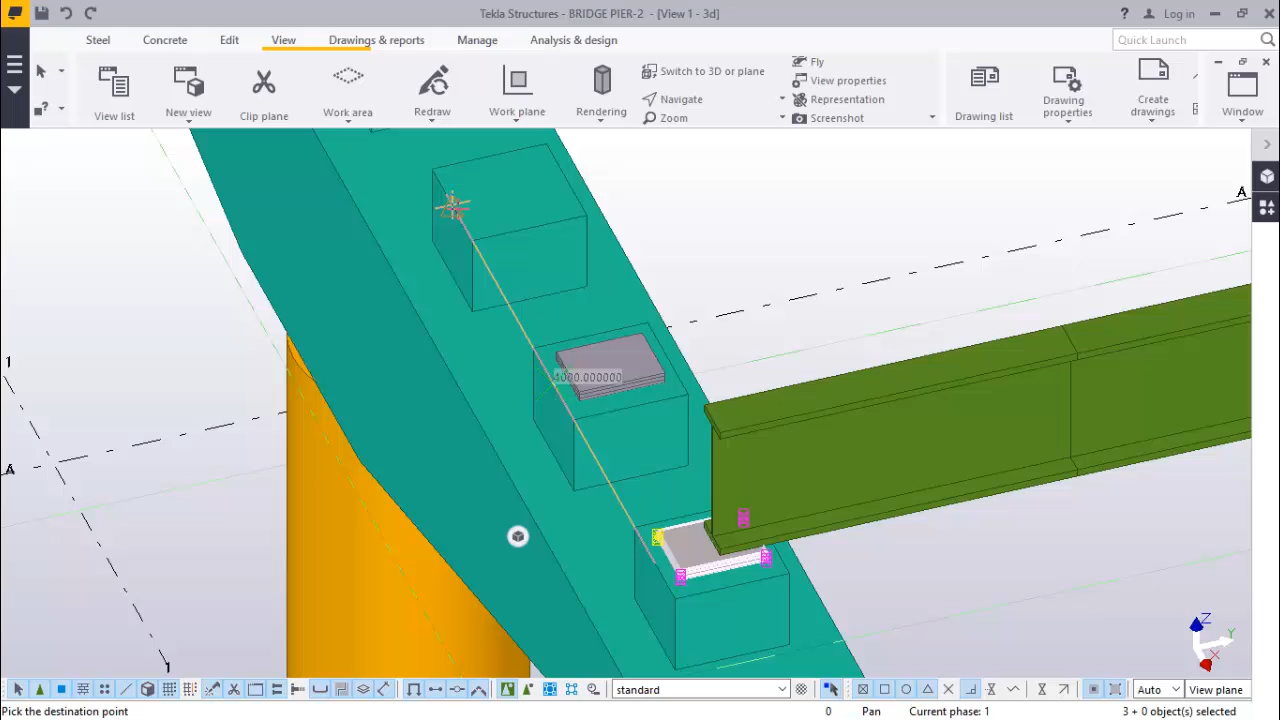 Tekla Structures - BRIDGE PIER-2 - [View 1 - 3d]
? Log in
Steel Concrete Edit View Drawings & reports Manage Analysis & design
Quick Launch
View list
New view
Clip plane
Work area
Redraw
Work plane
Rendering
Switch to 3D or plane
Navigate
Zoom
Fly
View properties
Representation
Screenshot
Drawing list
Drawing properties
Create drawings
Window
A
4000.000000
1
A
1
Z
Y
X
standard
Auto
View plane
Pick the destination point
0
Pan
Current phase: 1
3 + 0 object(s) selected